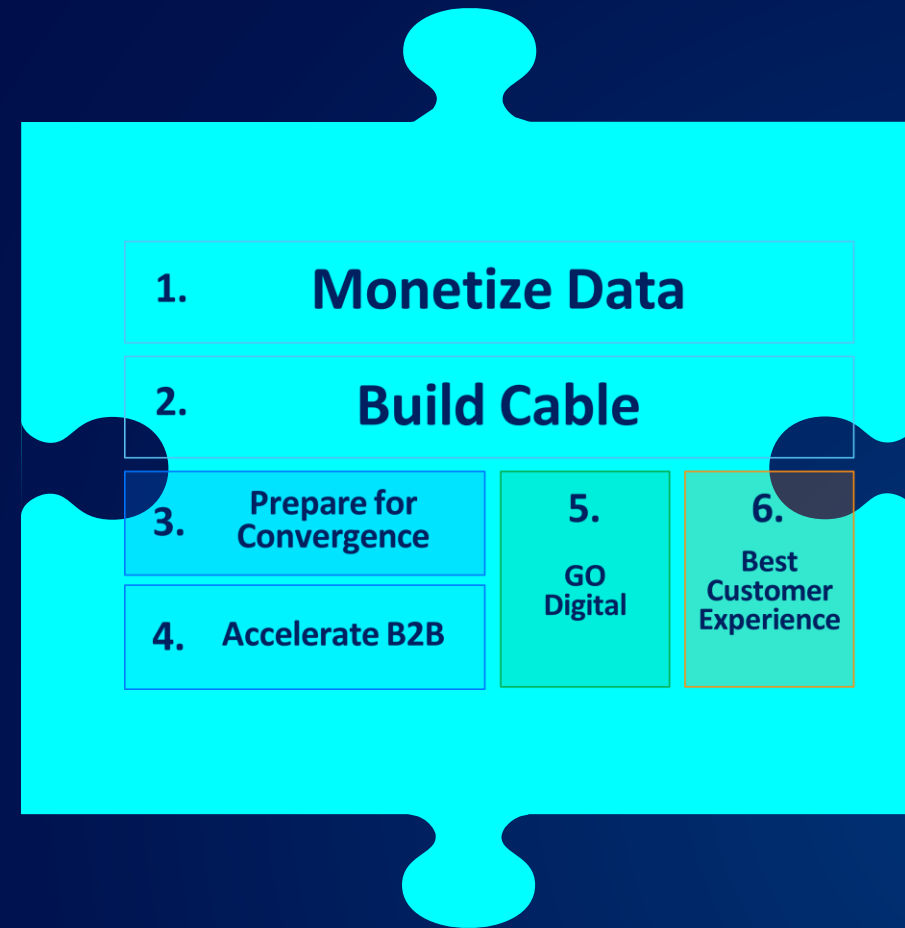 1. Monetize Data
2. Build Cable
3. Prepare for
Convergence
4. Accelerate B2B
5.
GO
Digital
6.
Best
Customer
Experience